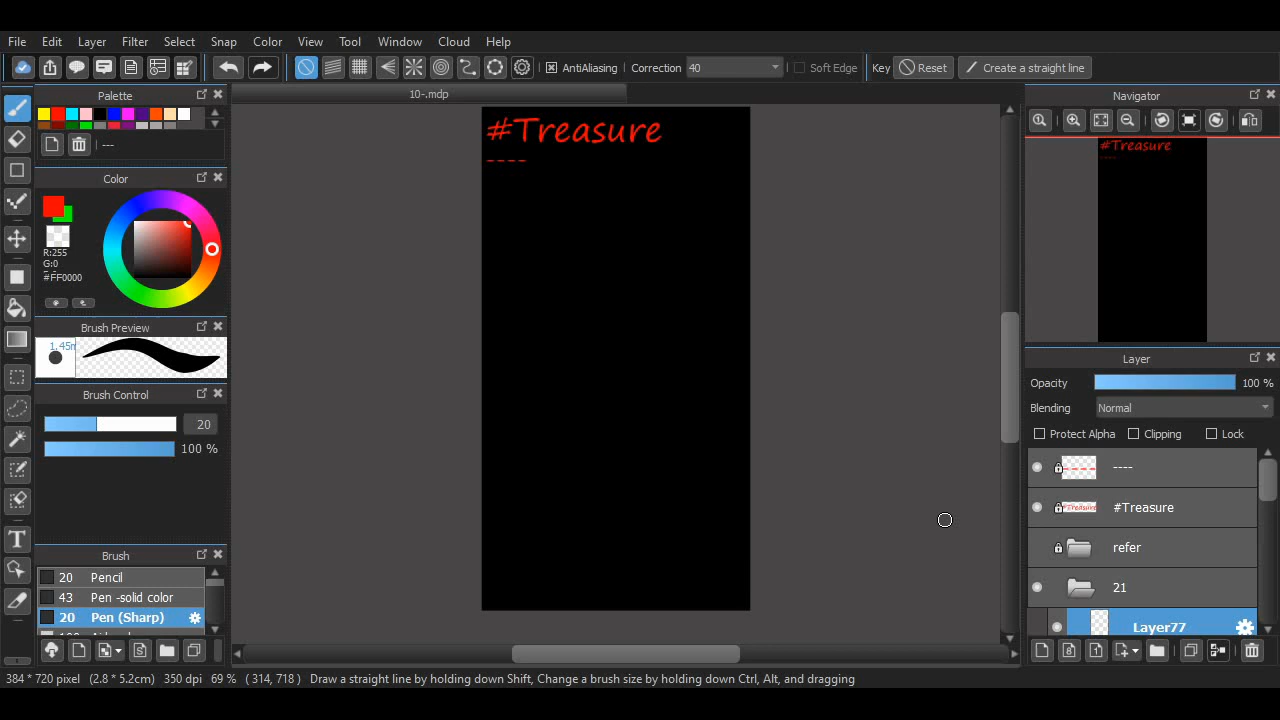 File Edit Layer Filter Select Snap Color View Tool Window Cloud Help
AntiAliasing Correction 40 Soft Edge Key Reset Create a straight line
Palette
10-.mdp
Navigator
---
#Treasure
----
#Treasure
Color
R:255
G:0
#FF0000
Brush Preview
Brush Control
20
100 %
Layer
Opacity 100 %
Blending Normal
Protect Alpha Clipping Lock
----
#Treasure
refer
21
Layer77
Brush
20 Pencil
43 Pen -solid color
20 Pen (Sharp)
384 * 720 pixel (2.8 * 5.2cm) 350 dpi 69 % ( 314, 718 ) Draw a straight line by holding down Shift, Change a brush size by holding down Ctrl, Alt, and dragging